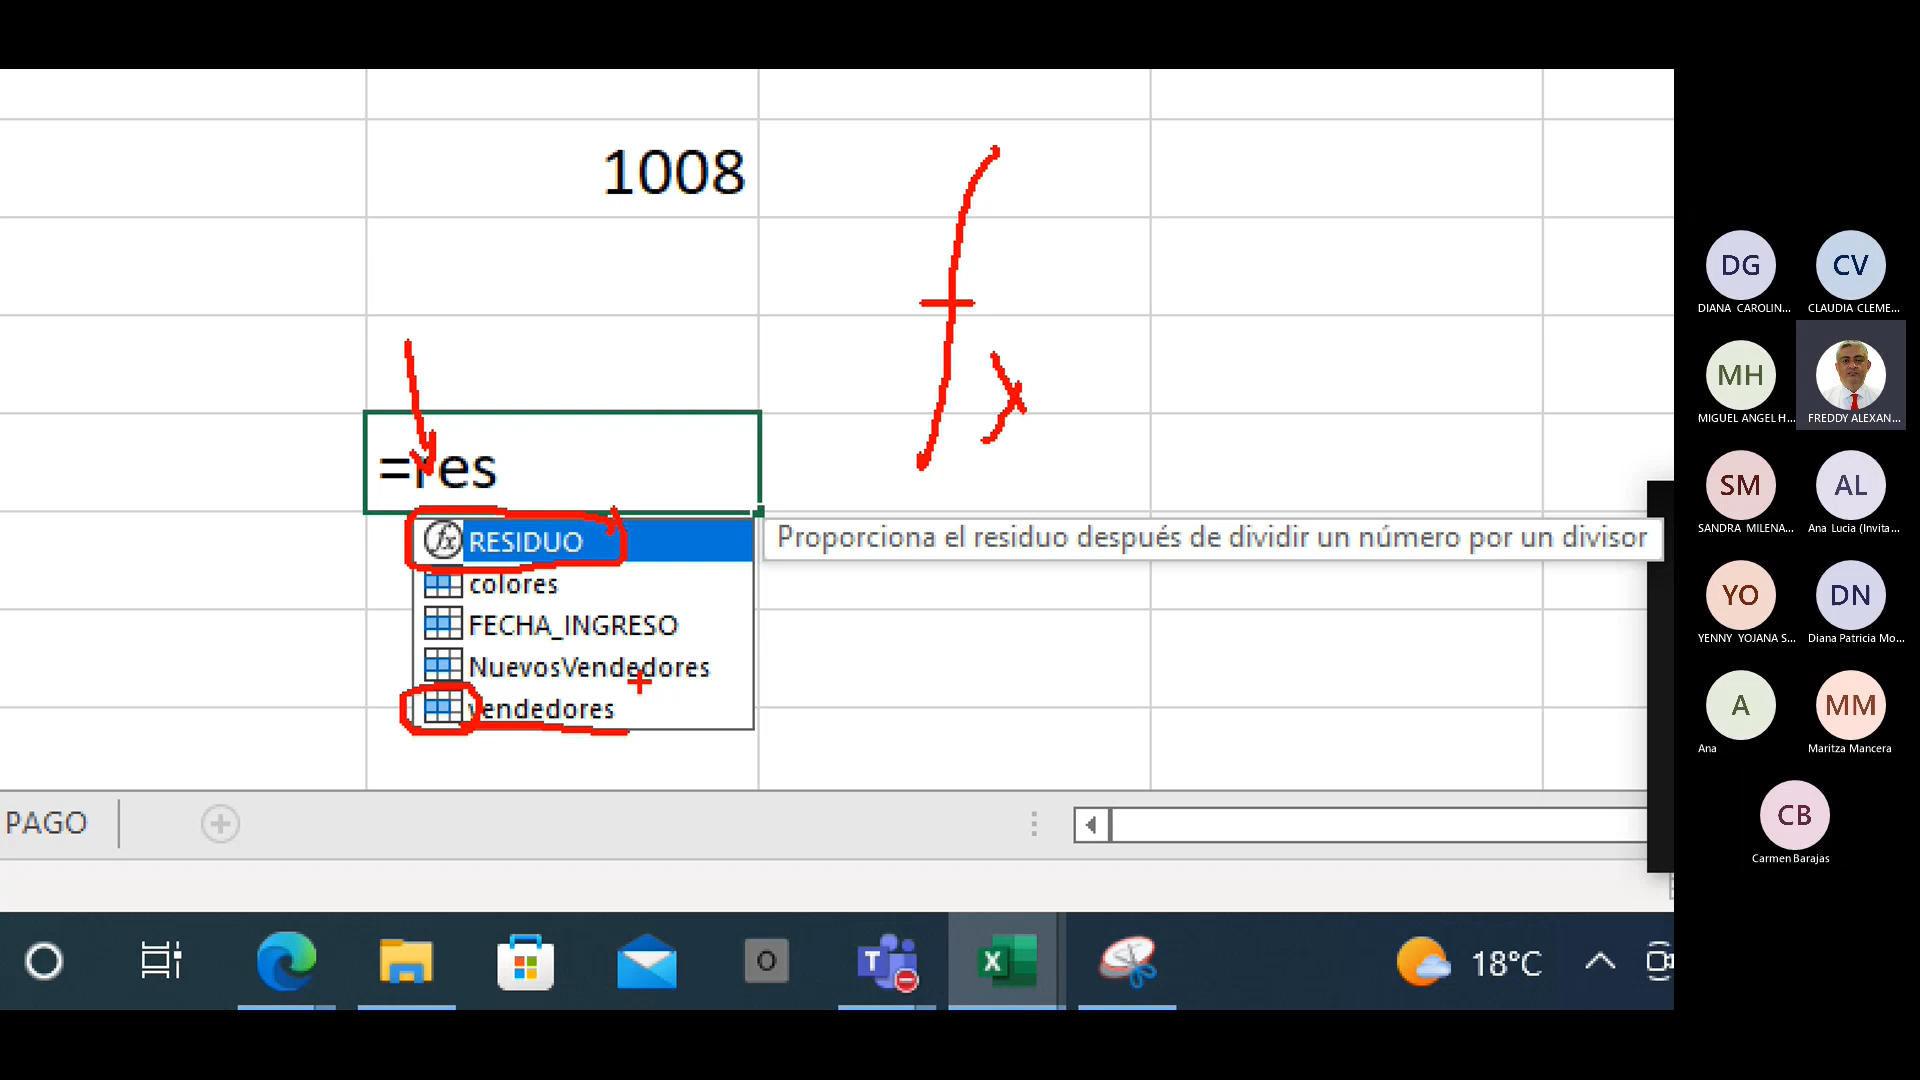 1008
fx
=res
fx RESIDUO
Proporciona el residuo después de dividir un número por un divisor
colores
FECHA_INGRESO
NuevosVendedores
vendedores
PAGO
O
T
X
18°C
DG
DIANA CAROLIN...
CV
CLAUDIA CLEME...
MH
MIGUEL ANGEL H...
FREDDY ALEXAN...
SM
SANDRA MILENA...
AL
Ana Lucia (Invita...
YO
YENNY YOJANA S...
DN
Diana Patricia Mo...
A
Ana
MM
Maritza Mancera
CB
Carmen Barajas